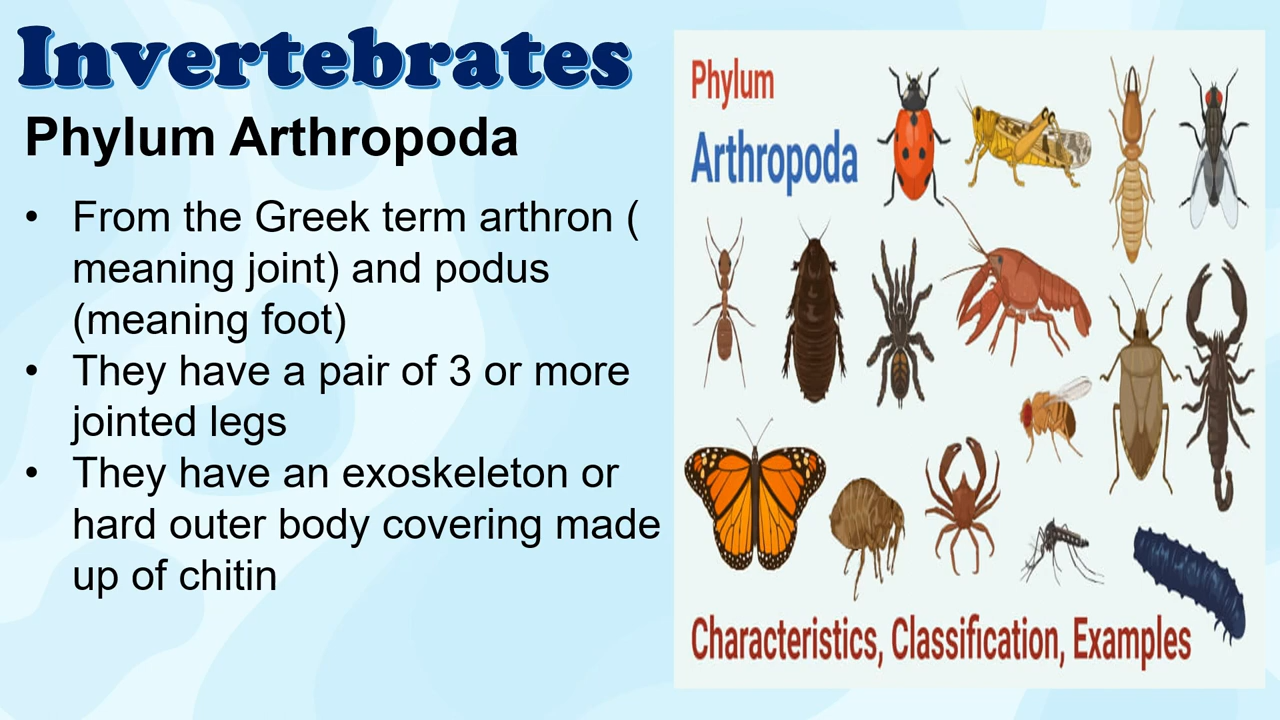 Invertebrates
Phylum Arthropoda
• From the Greek term arthron (
meaning joint) and podus
(meaning foot)
• They have a pair of 3 or more
jointed legs
• They have an exoskeleton or
hard outer body covering made
up of chitin
Phylum
Arthropoda
Characteristics, Classification, Examples